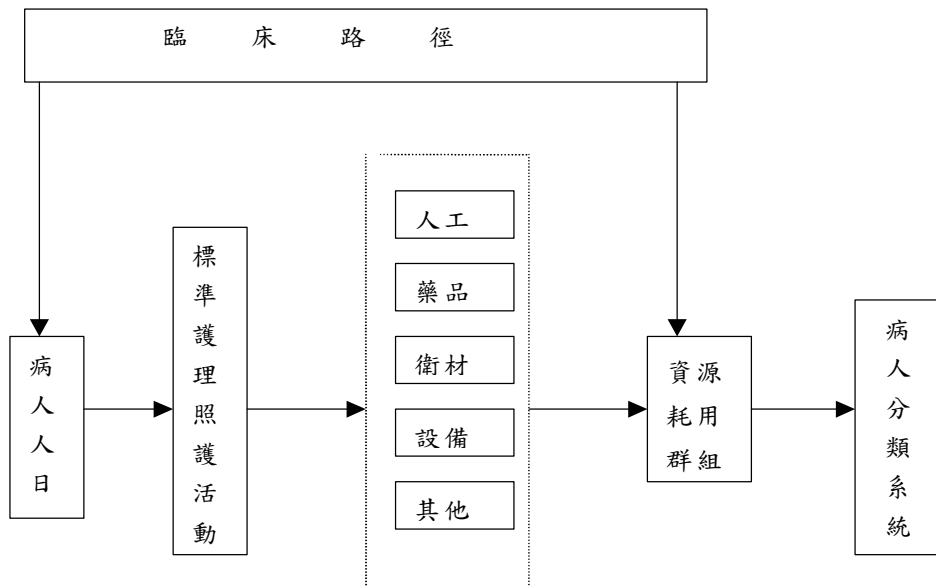 臨床路徑
病人人日
標準護理照護活動
人工
藥品
衛材
設備
其他
資源
耗用
群組
病人分類系統